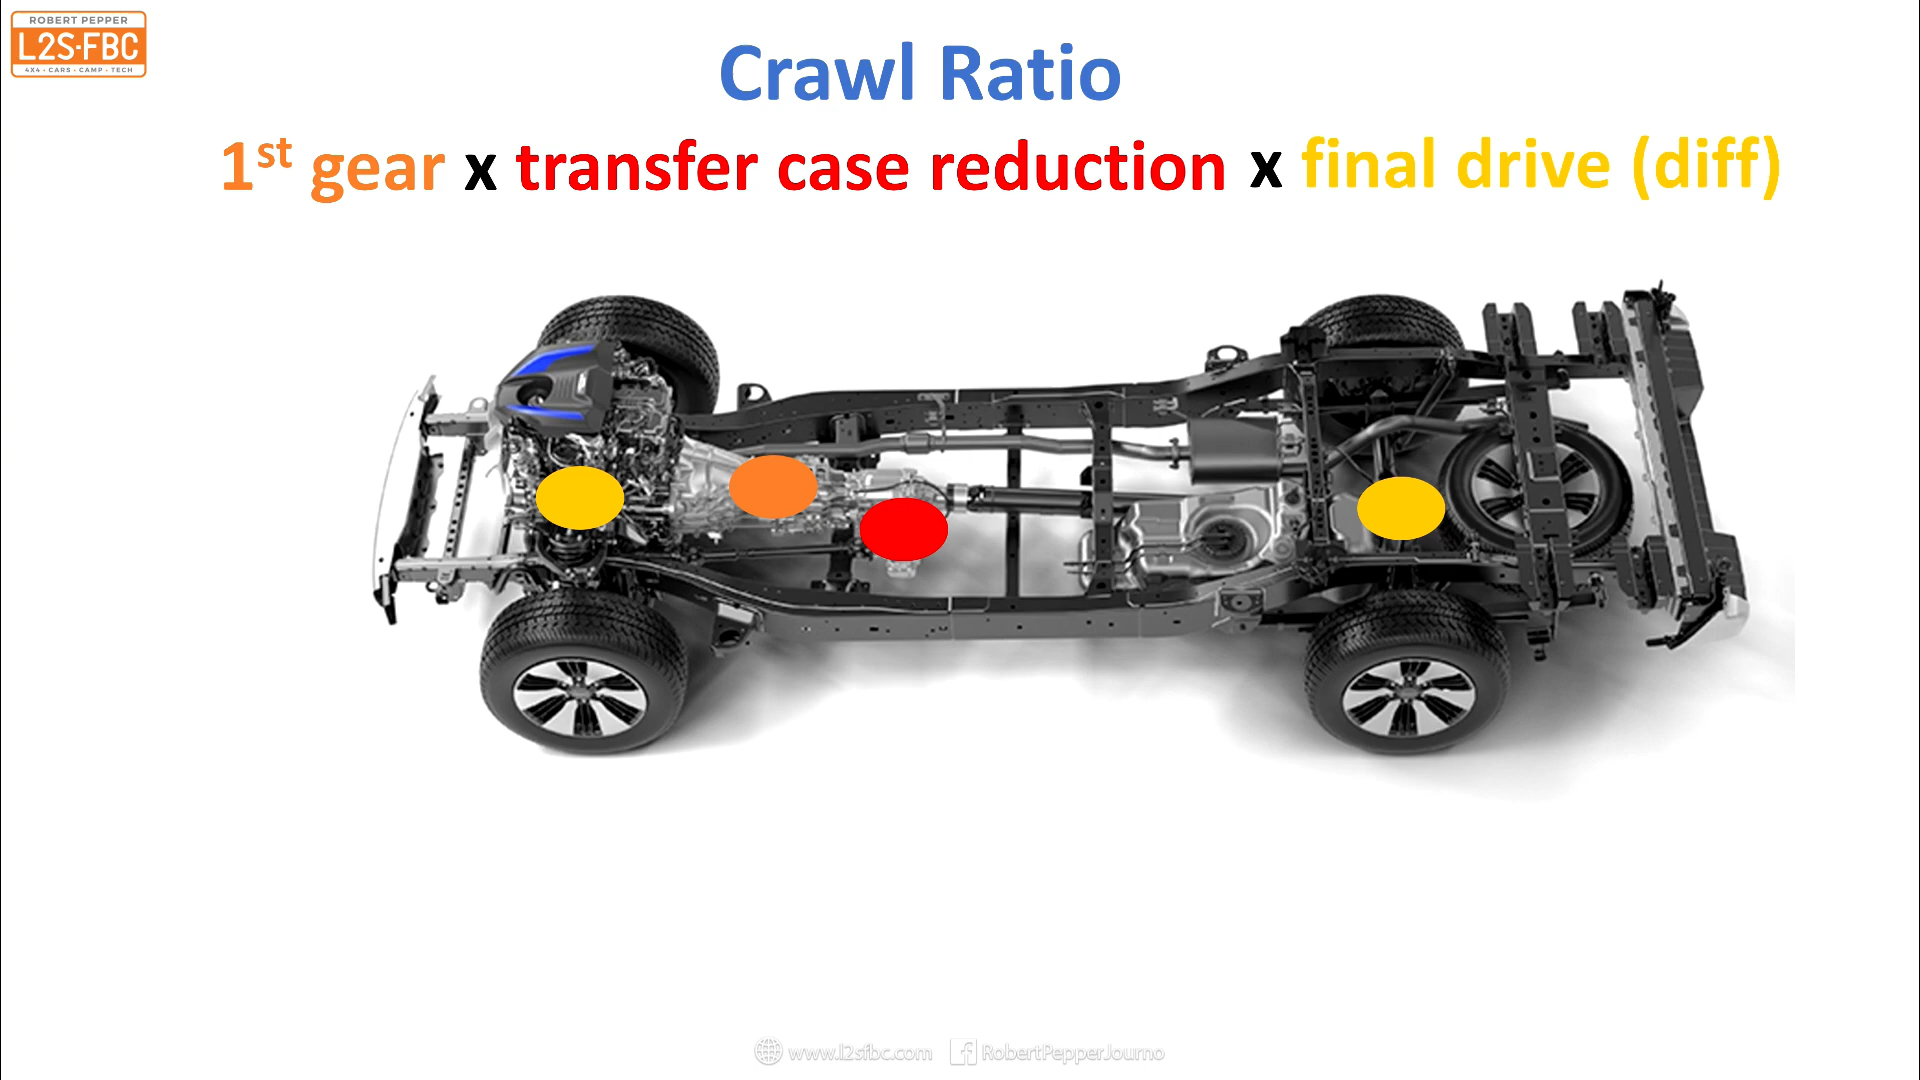 ROBERT PEPPER
L2S·FBC
4X4 · CARS · CAMP · TECH
Crawl Ratio
1st gear x transfer case reduction x final drive (diff)
www.l2sfbc.com RobertPepperJourno